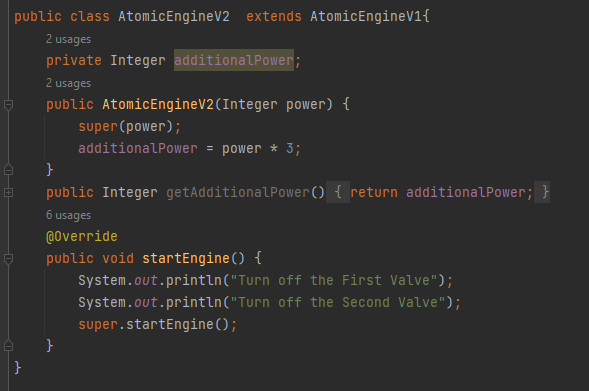 public class AtomicEngineV2  extends AtomicEngineV1{
2 usages
private Integer additionalPower;
2 usages
public AtomicEngineV2(Integer power) {
super(power);
additionalPower = power * 3;
}
public Integer getAdditionalPower() { return additionalPower; }
6 usages
@Override
public void startEngine() {
System.out.println("Turn off the First Valve");
System.out.println("Turn off the Second Valve");
super.startEngine();
}
}